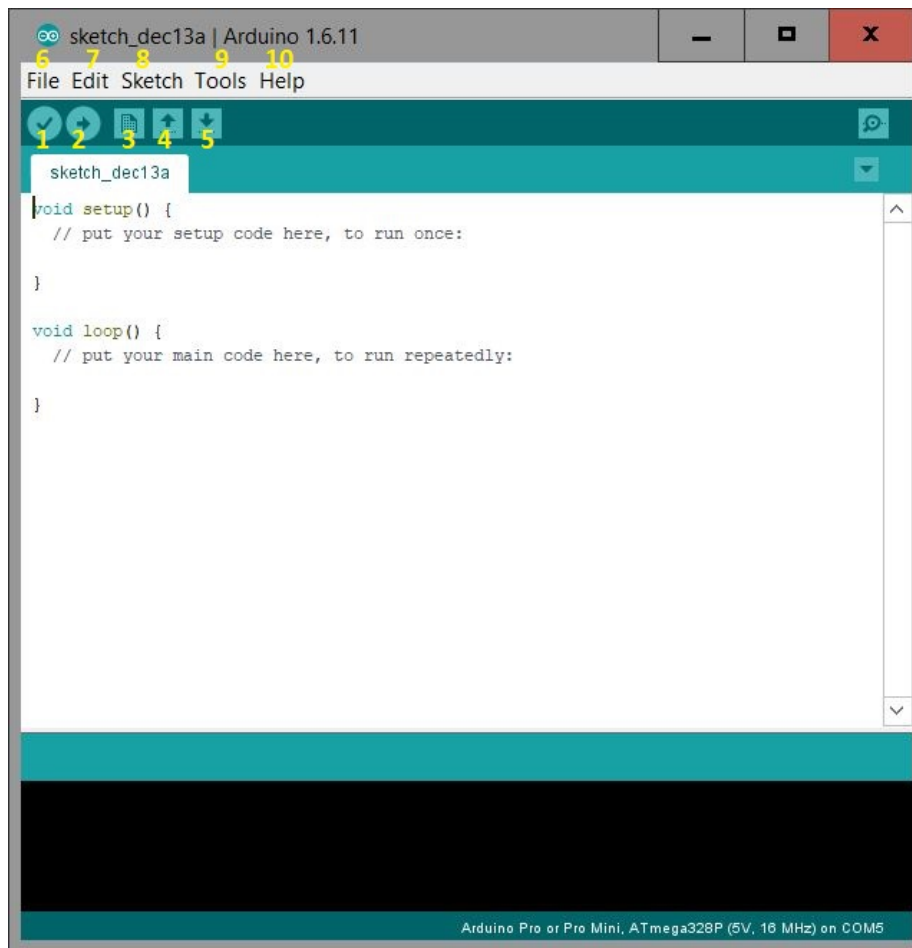 sketch_dec13a | Arduino 1.6.11
6 7 8 9 10
File Edit Sketch Tools Help
1 2 3 4 5
sketch_dec13a
void setup() {
  // put your setup code here, to run once:
}
void loop() {
  // put your main code here, to run repeatedly:
}
Arduino Pro or Pro Mini, ATmega328P (5V, 16 MHz) on COM5